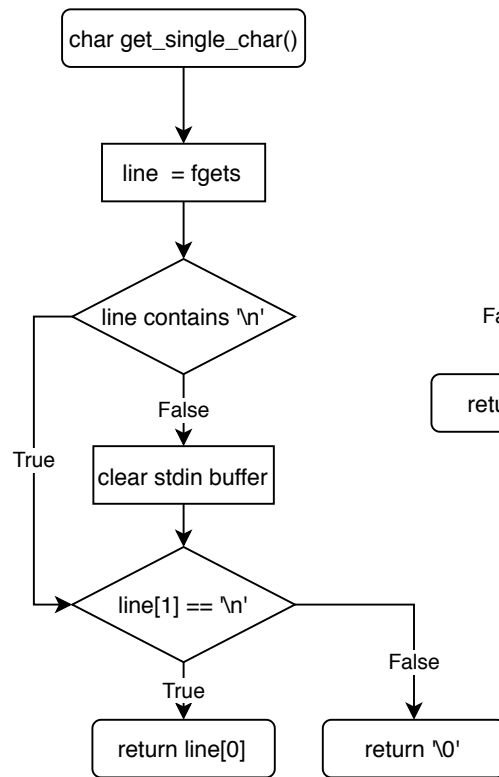 char get_single_char()
line = fgets
line contains '\n'
False
True
clear stdin buffer
line[1] == '\n'
True
False
return line[0]
return '\0'